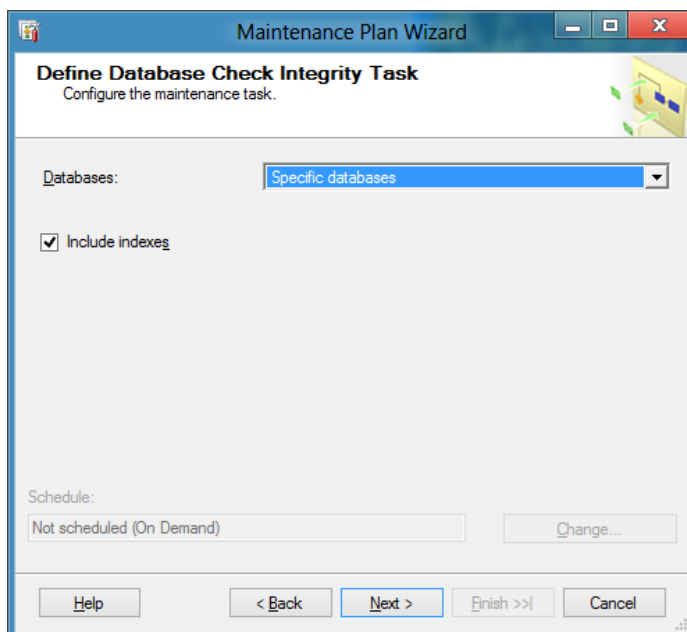 Maintenance Plan Wizard
Define Database Check Integrity Task
Configure the maintenance task.
Databases: Specific databases
Include indexes
Schedule:
Not scheduled (On Demand) Change...
Help < Back Next > Finish >>| Cancel